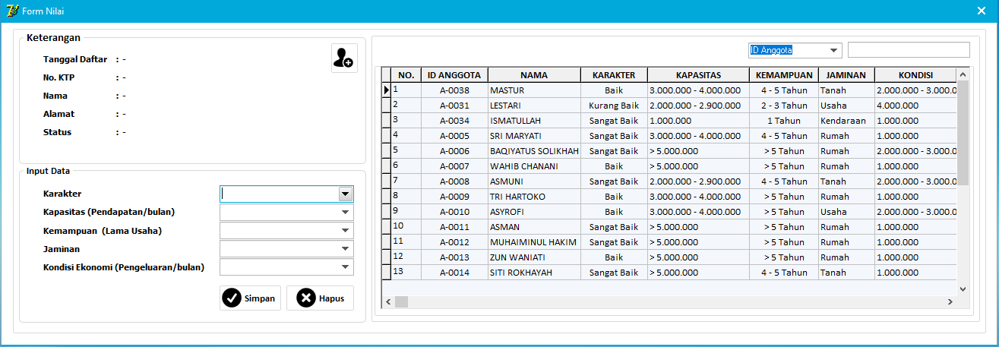 Form Nilai
Keterangan
Tanggal Daftar : -
No. KTP : -
Nama : -
Alamat : -
Status : -
Input Data
Karakter
Kapasitas (Pendapatan/bulan)
Kemampuan (Lama Usaha)
Jaminan
Kondisi Ekonomi (Pengeluaran/bulan)
Simpan Hapus
ID Anggota
NO. ID ANGGOTA NAMA KARAKTER KAPASITAS KEMAMPUAN JAMINAN KONDISI
1 A-0038 MASTUR Baik 3.000.000 - 4.000.000 4 - 5 Tahun Tanah 2.000.000 - 3.000.0
2 A-0031 LESTARI Kurang Baik 2.000.000 - 2.900.000 2 - 3 Tahun Usaha 4.000.000
3 A-0034 ISMATULLAH Sangat Baik 1.000.000 1 Tahun Kendaraan 1.000.000
4 A-0005 SRI MARYATI Sangat Baik 3.000.000 - 4.000.000 4 - 5 Tahun Rumah 1.000.000
5 A-0006 BAQIYATUS SOLIKHAH Sangat Baik > 5.000.000 > 5 Tahun Rumah 2.000.000 - 3.000.0
6 A-0007 WAHIB CHANANI Baik > 5.000.000 > 5 Tahun Rumah 1.000.000
7 A-0008 ASMUNI Sangat Baik 2.000.000 - 2.900.000 4 - 5 Tahun Tanah 2.000.000 - 3.000.0
8 A-0009 TRI HARTOKO Baik 3.000.000 - 4.000.000 > 5 Tahun Rumah 1.000.000
9 A-0010 ASYROFI Baik 3.000.000 - 4.000.000 > 5 Tahun Usaha 2.000.000 - 3.000.0
10 A-0011 ASMAN Sangat Baik > 5.000.000 > 5 Tahun Rumah 1.000.000
11 A-0012 MUHAIMINUL HAKIM Sangat Baik > 5.000.000 > 5 Tahun Rumah 1.000.000
12 A-0013 ZUN WANIATI Baik > 5.000.000 > 5 Tahun Rumah 1.000.000
13 A-0014 SITI ROKHAYAH Sangat Baik > 5.000.000 4 - 5 Tahun Tanah 1.000.000